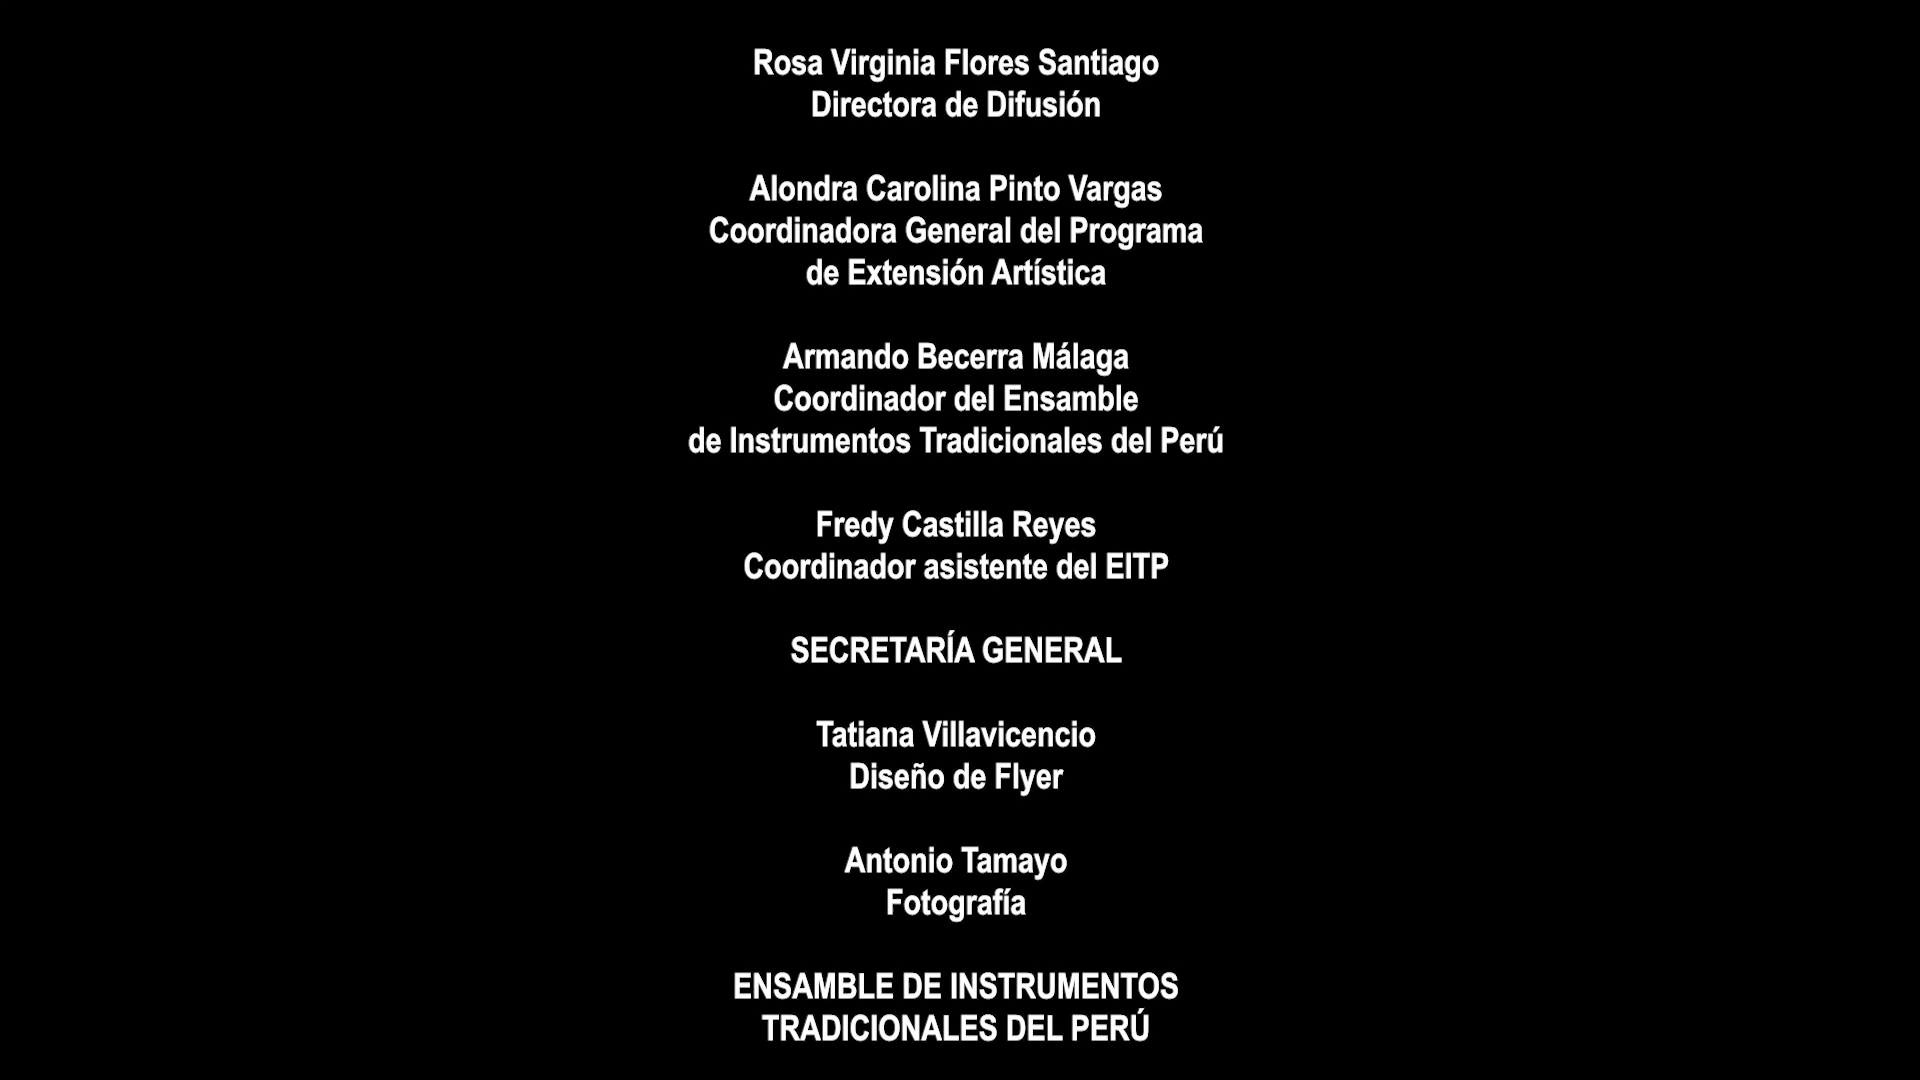 Rosa Virginia Flores Santiago
Directora de Difusión
Alondra Carolina Pinto Vargas
Coordinadora General del Programa
de Extensión Artística
Armando Becerra Málaga
Coordinador del Ensamble
de Instrumentos Tradicionales del Perú
Fredy Castilla Reyes
Coordinador asistente del EITP
SECRETARÍA GENERAL
Tatiana Villavicencio
Diseño de Flyer
Antonio Tamayo
Fotografía
ENSAMBLE DE INSTRUMENTOS
TRADICIONALES DEL PERÚ